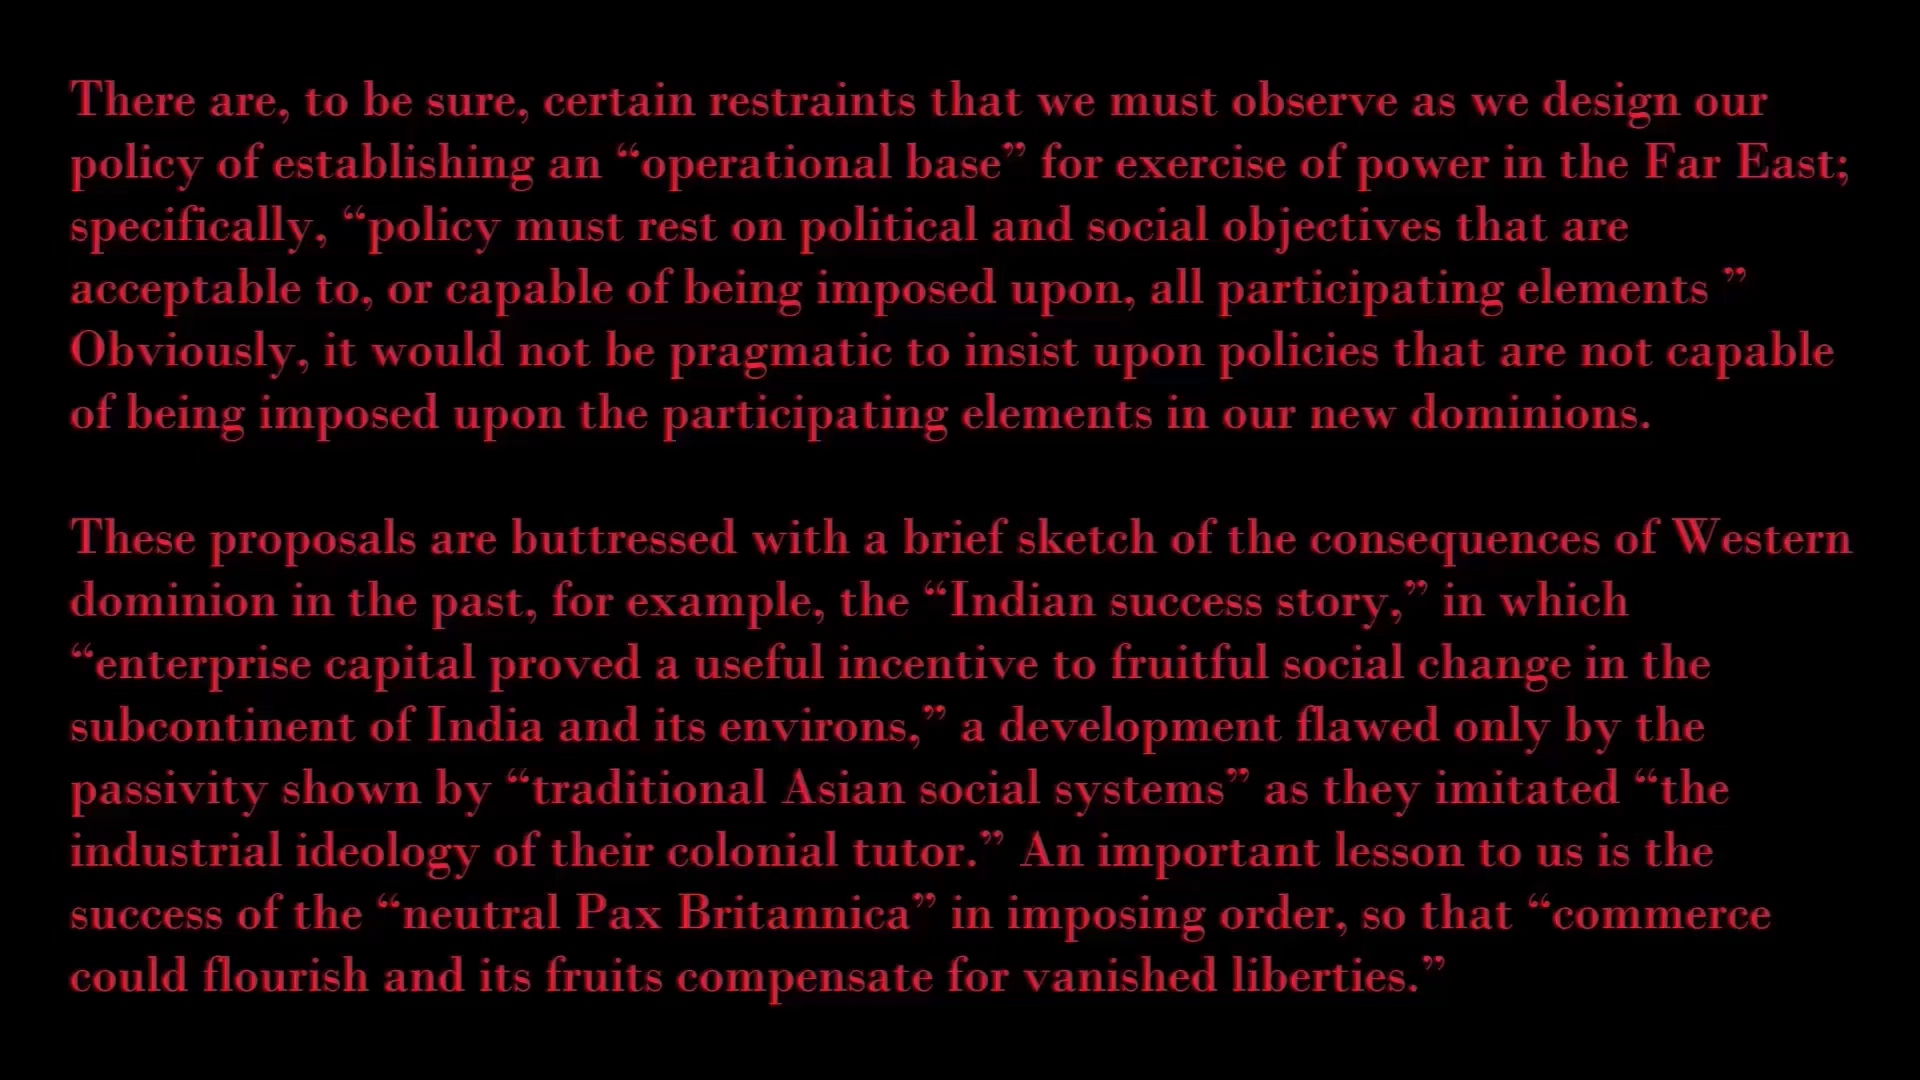 There are, to be sure, certain restraints that we must observe as we design our
policy of establishing an “operational base” for exercise of power in the Far East;
specifically, “policy must rest on political and social objectives that are
acceptable to, or capable of being imposed upon, all participating elements ”
Obviously, it would not be pragmatic to insist upon policies that are not capable
of being imposed upon the participating elements in our new dominions.
These proposals are buttressed with a brief sketch of the consequences of Western
dominion in the past, for example, the “Indian success story,” in which
“enterprise capital proved a useful incentive to fruitful social change in the
subcontinent of India and its environs,” a development flawed only by the
passivity shown by “traditional Asian social systems” as they imitated “the
industrial ideology of their colonial tutor.” An important lesson to us is the
success of the “neutral Pax Britannica” in imposing order, so that “commerce
could flourish and its fruits compensate for vanished liberties.”